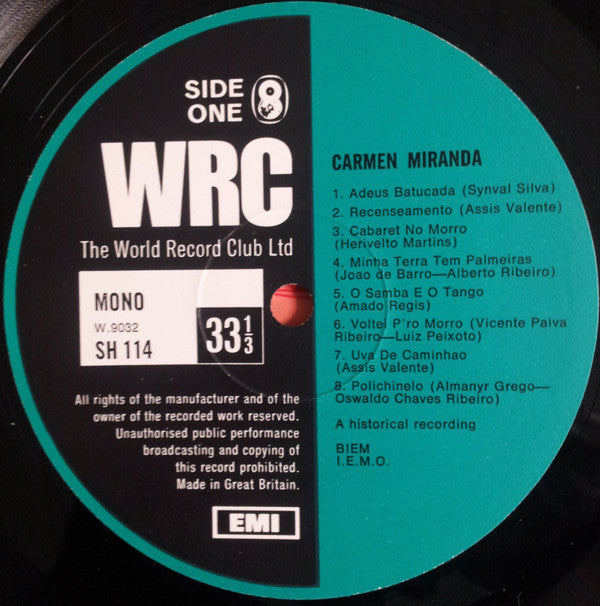 SIDE
ONE
WRC
The World Record Club Ltd
MONO
W.9032
SH 114
33 1/3
All rights of the manufacturer and of the
owner of the recorded work reserved.
Unauthorised public performance
broadcasting and copying of
this record prohibited.
Made in Great Britain.
EMI
CARMEN MIRANDA
1. Adeus Batucada (Synval Silva)
2. Recenseamento (Assis Valente)
3. Cabaret No Morro
(Herivelto Martins)
4. Minha Terra Tem Palmeiras
(Joao de Barro—Alberto Ribeiro)
5. O Samba E O Tango
(Amado Regis)
6. Voltei P'ro Morro (Vicente Paiva
Ribeiro—Luiz Peixoto)
7. Uva De Caminhao
(Assis Valente)
8. Polichinelo (Almanyr Grego—
Oswaldo Chaves Ribeiro)
A historical recording
BIEM
I.E.M.O.